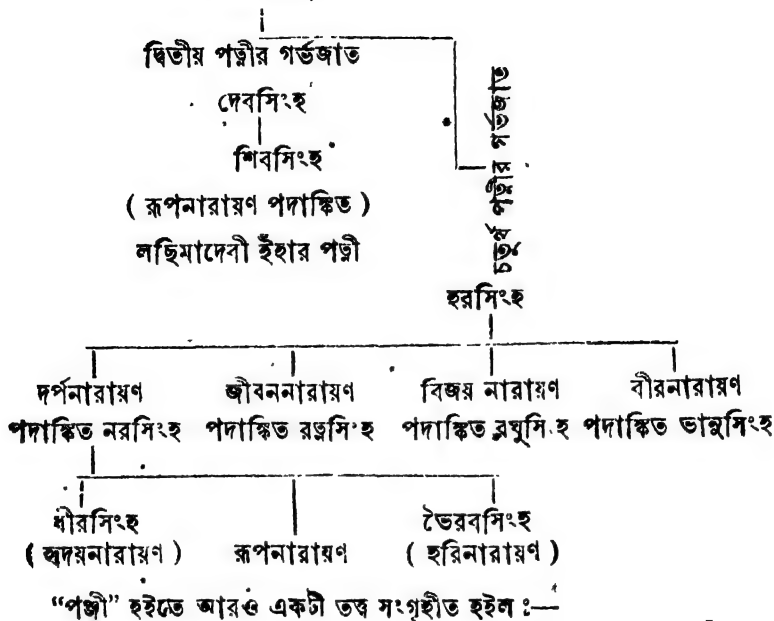 দ্বিতীয় পত্নীর গর্ভজাত
দেবসিংহ
শিবসিংহ
( রূপনারায়ণ পদাঙ্কিত )
লছিমাদেবী ইঁহার পত্নী
চতুর্থ পত্নীর গর্ভজাত
হরসিংহ
দর্পনারায়ণ জীবননারায়ণ বিজয় নারায়ণ বীরনারায়ণ
পদাঙ্কিত নরসিংহ পদাঙ্কিত রত্নসিংহ পদাঙ্কিত রঘুসিংহ পদাঙ্কিত ভানুসিংহ
ধীরসিংহ ভৈরবসিংহ
( হৃদয়নারায়ণ ) রূপনারায়ণ ( হরিনারায়ণ )
“পঞ্জী” হইতে আরও একটী তত্ত্ব সংগৃহীত হইল :—